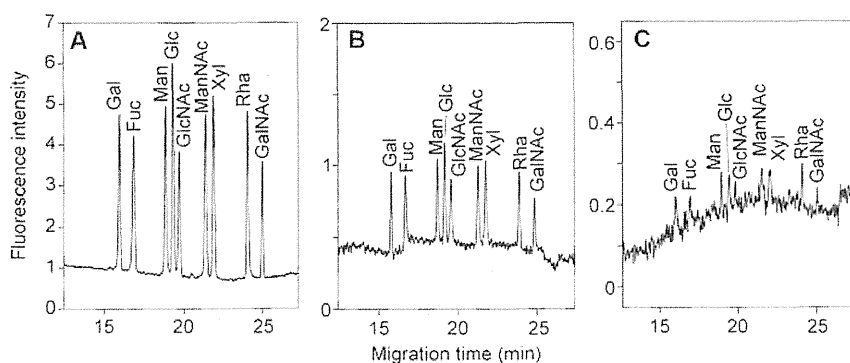 A
Fluorescence intensity
7
6
5
4
3
2
1
0
Gal
Fuc
Man
Glc
GlcNAc
ManNAc
Xyl
Rha
GalNAc
15
20
25
B
2
1
0
Gal
Fuc
Man
Glc
GlcNAc
ManNAc
Xyl
Rha
GalNAc
15
20
25
C
0.6
0.4
0.2
0
Gal
Fuc
Man
Glc
GlcNAc
ManNAc
Xyl
Rha
GalNAc
15
20
25
Migration time (min)